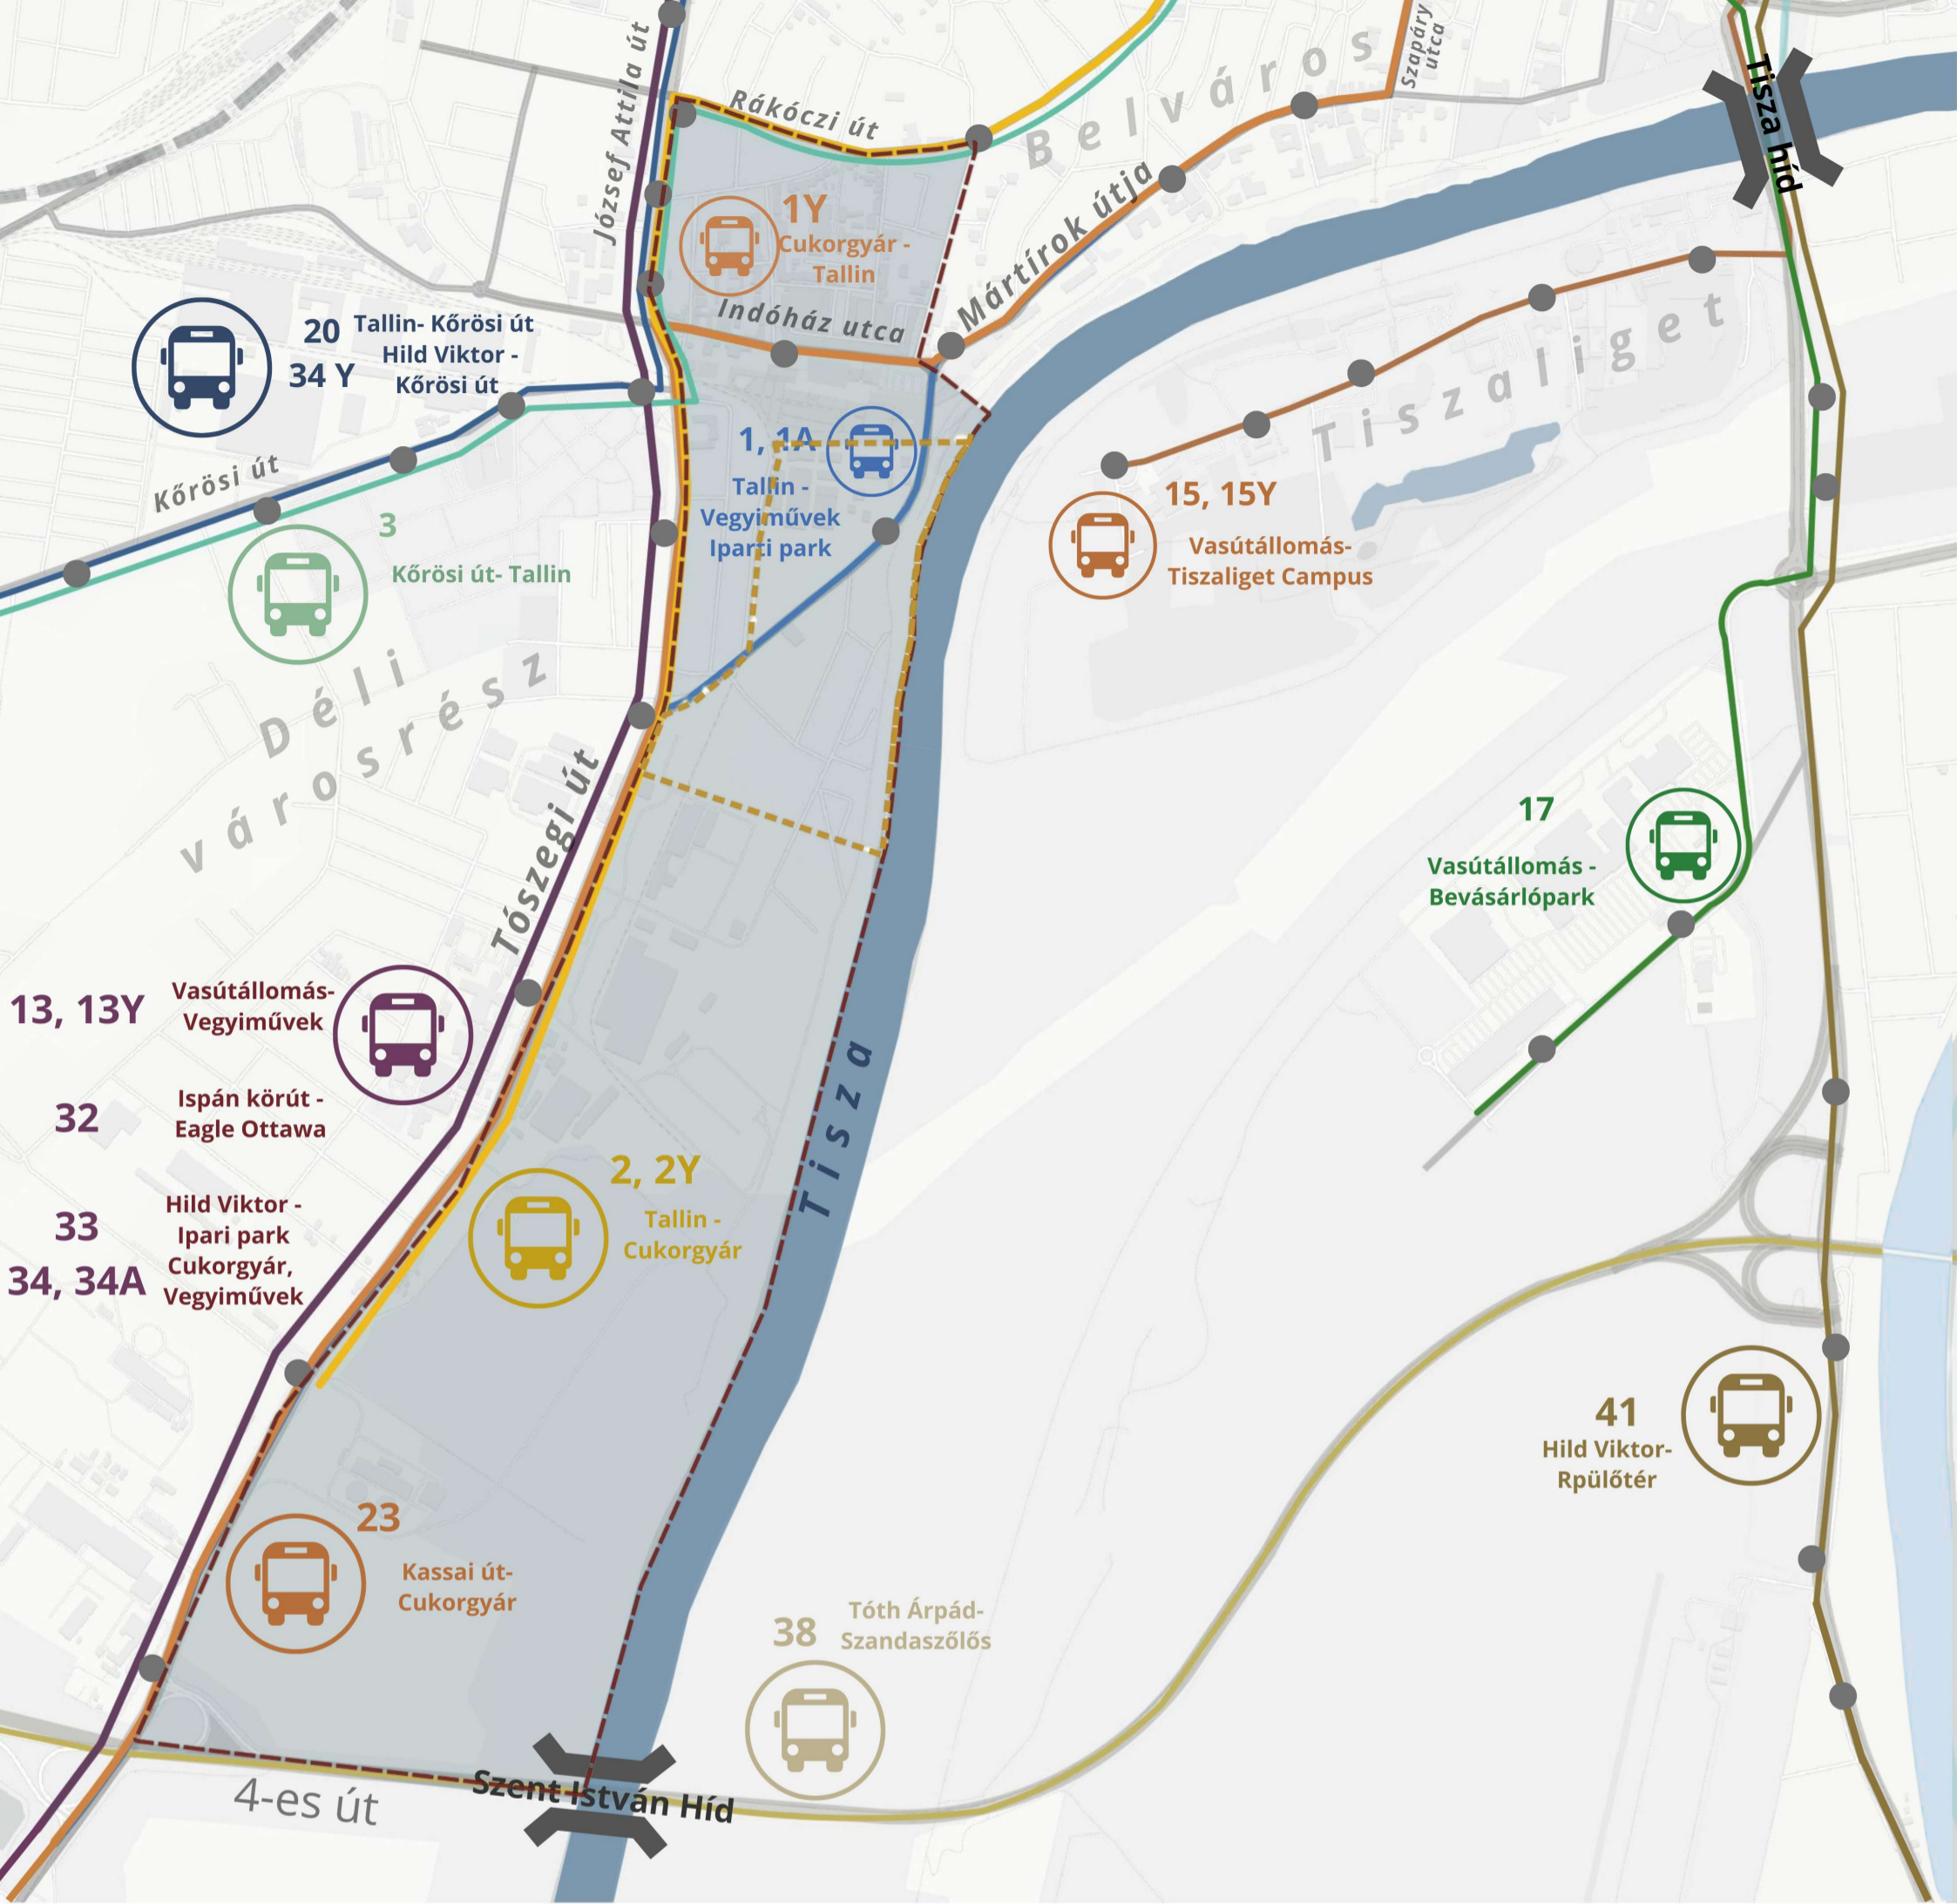 József Attila út
Rákóczi út
Belváros
Szapáry
utca
Tisza híd
Mártírok útja
1Y
Cukorgyár -
Tallin
Indóház utca
20
Tallin- Kőrösi út
34 Y
Hild Viktor -
Kőrösi út
Kőrösi út
3
Kőrösi út- Tallin
1, 1A
Tallin -
Vegyiművek
Iparti park
Tiszaliget
15, 15Y
Vasútállomás-
Tiszaliget Campus
Déli
városrész
Tószegi út
17
Vasútállomás -
Bevásárlópark
13, 13Y
Vasútállomás-
Vegyiművek
32
Ispán körút -
Eagle Ottawa
33
34, 34A
Hild Viktor -
Ipari park
Cukorgyár,
Vegyiművek
2, 2Y
Tallin -
Cukorgyár
Tisza
41
Hild Viktor-
Rpülőtér
23
Kassai út-
Cukorgyár
38
Tóth Árpád-
Szandaszőlős
4-es út
Szent István Híd